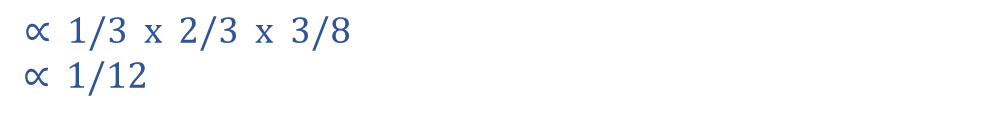 ∝ 1/3 x 2/3 x 3/8
∝ 1/12